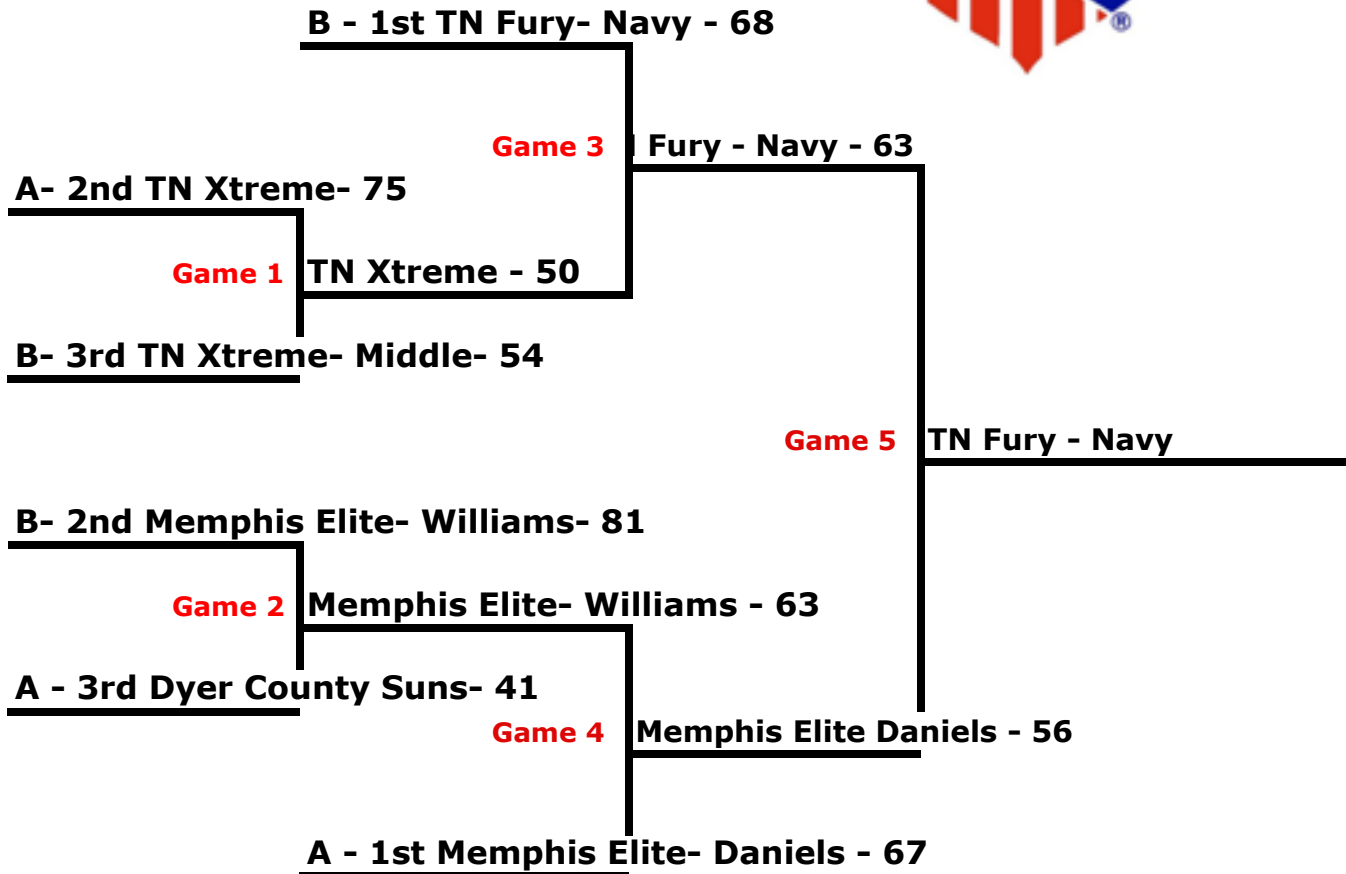 B - 1st TN Fury- Navy - 68
®
Game 3
Fury - Navy - 63
A- 2nd TN Xtreme- 75
Game 1
TN Xtreme - 50
B- 3rd TN Xtreme- Middle- 54
Game 5
TN Fury - Navy
B- 2nd Memphis Elite- Williams- 81
Game 2
Memphis Elite- Williams - 63
A - 3rd Dyer County Suns- 41
Game 4
Memphis Elite Daniels - 56
A - 1st Memphis Elite- Daniels - 67